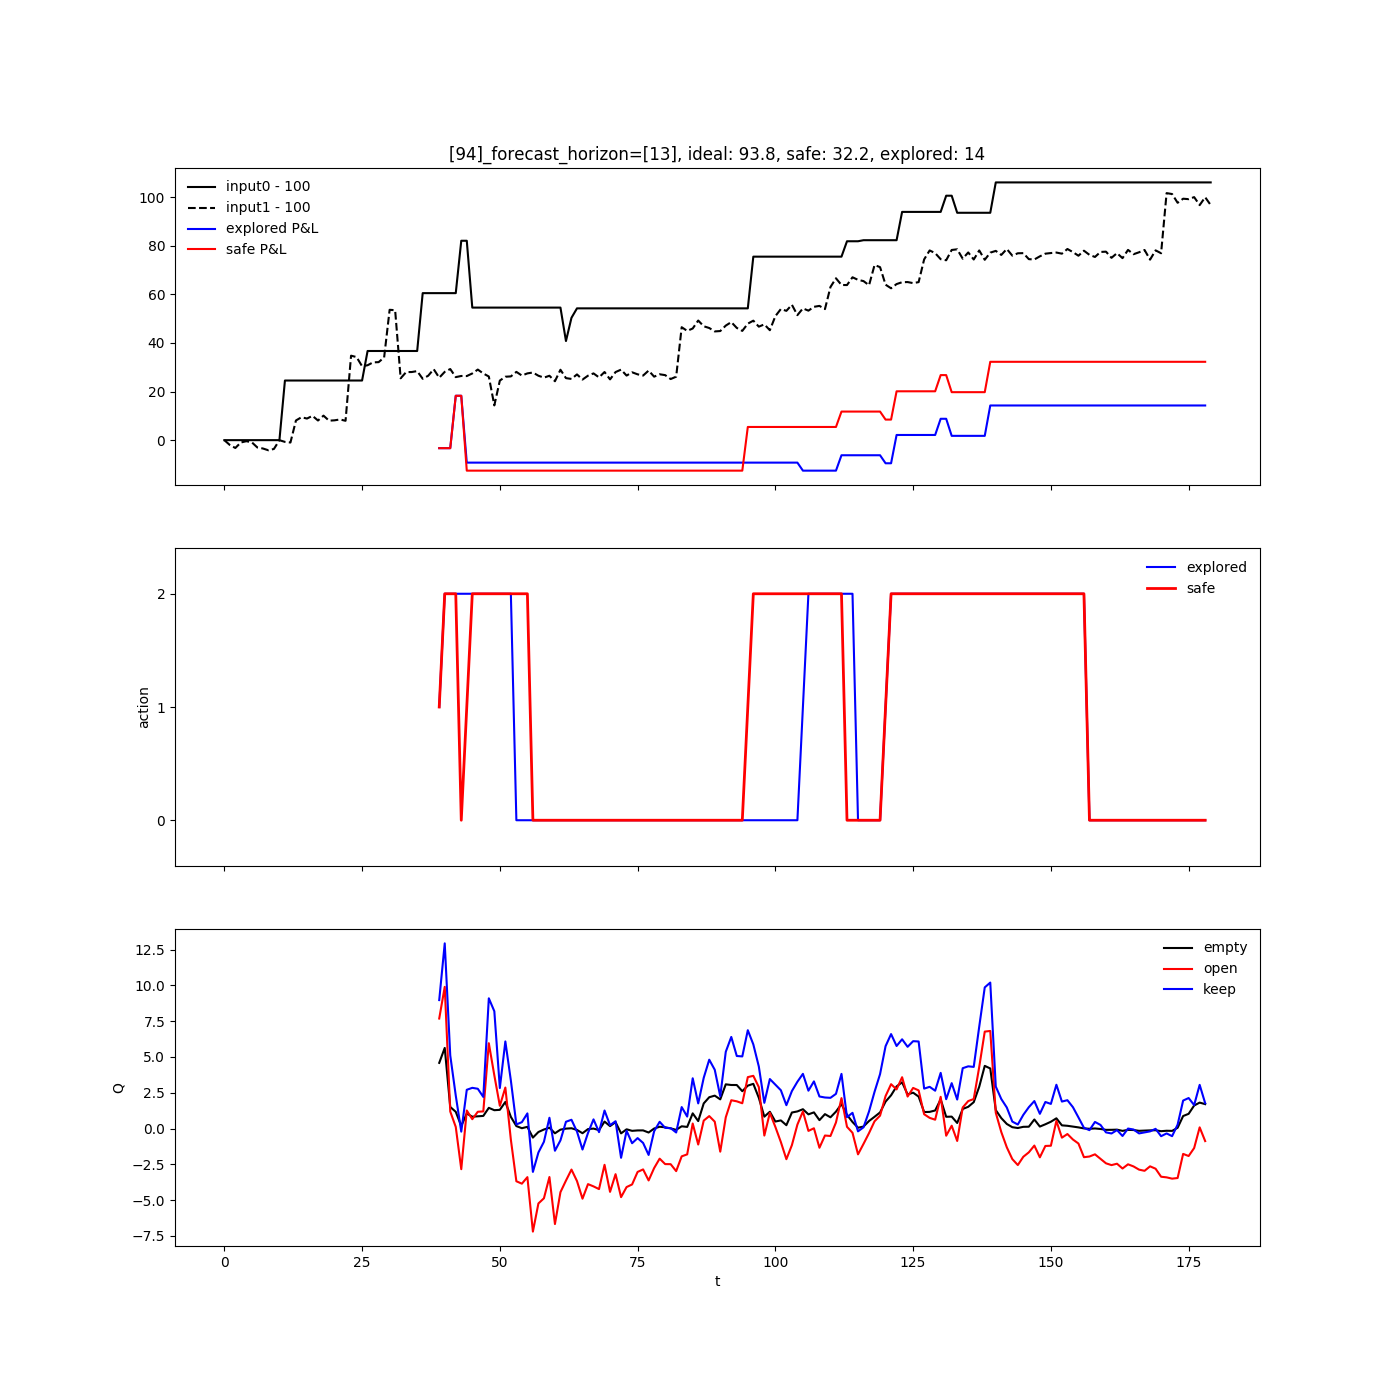 [94]_forecast_horizon=[13], ideal: 93.8, safe: 32.2, explored: 14
input0 - 100
input1 - 100
explored P&L
safe P&L
100
80
60
40
20
0
explored
safe
2
1
0
action
empty
open
keep
12.5
10.0
7.5
5.0
2.5
0.0
−2.5
−5.0
−7.5
Q
0 25 50 75 100 125 150 175
t